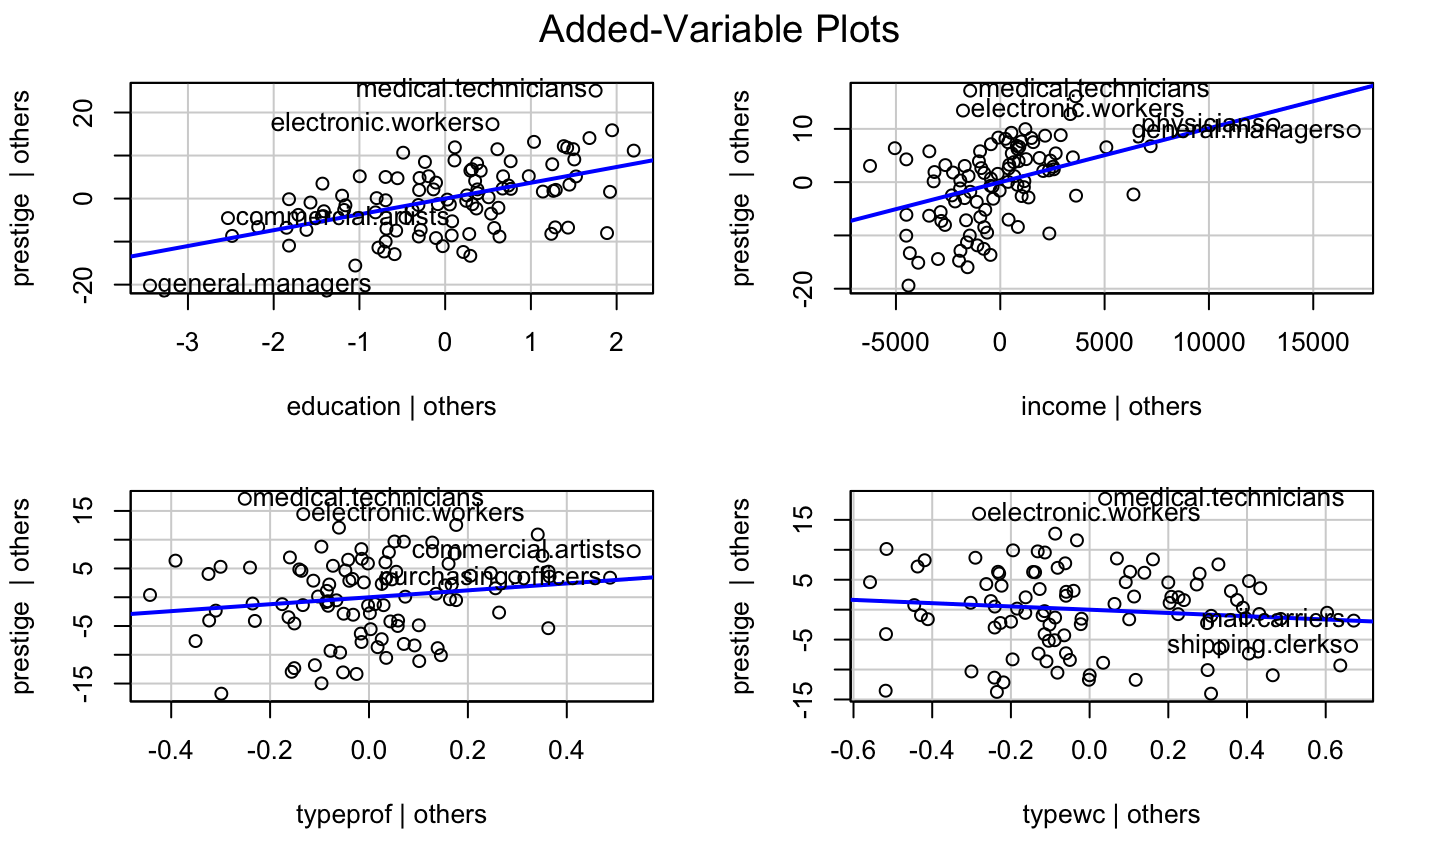 Added-Variable Plots
prestige | others
20
0
-20
medical.technicians
electronic.workers
commercial.artists
general.managers
-3 -2 -1 0 1 2
education | others
prestige | others
10
0
-20
medical.technicians
electronic.workers
physicians
general.managers
-5000 0 5000 10000 15000
income | others
prestige | others
15
5
-5
-15
medical.technicians
electronic.workers
commercial.artists
purchasing.officers
-0.4 -0.2 0.0 0.2 0.4
typeprof | others
prestige | others
15
5
-5
-15
medical.technicians
electronic.workers
mail.carriers
shipping.clerks
-0.6 -0.4 -0.2 0.0 0.2 0.4 0.6
typewc | others